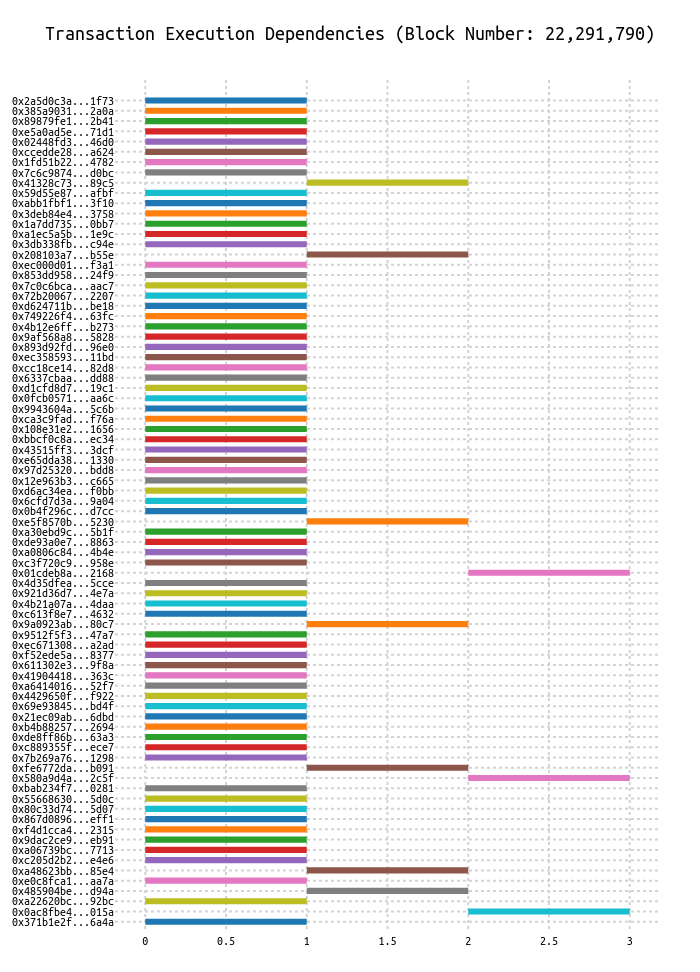 Transaction Execution Dependencies (Block Number: 22,291,790)
0x2a5d0c3a...1f73
0x385a9031...2a0a
0x89879fe1...2b41
0xe5a0ad5e...71d1
0x02448fd3...46d0
0xccedde28...a624
0x1fd51b22...4782
0x7c6c9874...d0bc
0x41328c73...89c5
0x59d55e87...afbf
0xabb1fbf1...3f10
0x3deb84e4...3758
0x1a7dd735...0bb7
0xa1ec5a5b...1e9c
0x3db338fb...c94e
0x208103a7...b55e
0xec000d01...f3a1
0x853dd958...24f9
0x7c0c6bca...aac7
0x72b20067...2207
0xd624711b...be18
0x749226f4...63fc
0x4b12e6ff...b273
0x9af568a8...5828
0x893d92fd...96e0
0xec358593...11bd
0xcc18ce14...82d8
0x6337cbaa...dd88
0xd1cfd8d7...19c1
0x0fcb0571...aa6c
0x9943604a...5c6b
0xca3c9fad...f76a
0x108e31e2...1656
0xbbcf0c8a...ec34
0x43515ff3...3dcf
0xe65dda38...1330
0x97d25320...bdd8
0x12e963b3...c665
0xd6ac34ea...f0bb
0x6cfd7d3a...9a04
0x0b4f296c...d7cc
0xe5f8570b...5230
0xa30ebd9c...5b1f
0xde93a0e7...8863
0xa0806c84...4b4e
0xc3f720c9...958e
0x01cdeb8a...2168
0x4d35dfea...5cce
0x921d36d7...4e7a
0x4b21a07a...4daa
0xc613f8e7...4632
0x9a0923ab...80c7
0x9512f5f3...47a7
0xec671308...a2ad
0xf52ede5a...8377
0x611302e3...9f8a
0x41904418...363c
0xa6414016...52f7
0x4429650f...f922
0x69e93845...bd4f
0x21ec09ab...6dbd
0xb4b88257...2694
0xde8ff86b...63a3
0xc889355f...ece7
0x7b269a76...1298
0xfe6772da...b091
0x580a9d4a...2c5f
0xbab234f7...0281
0x55668630...5d0c
0x80c33d74...5d07
0x867d0896...eff1
0xf4d1cca4...2315
0x9dac2ce9...eb91
0xa06739bc...7713
0xc205d2b2...e4e6
0xa48623bb...85e4
0xe0c8fca1...aa7a
0x485904be...d94a
0xa22620bc...92bc
0x0ac8fbe4...015a
0x371b1e2f...6a4a
0 0.5 1 1.5 2 2.5 3